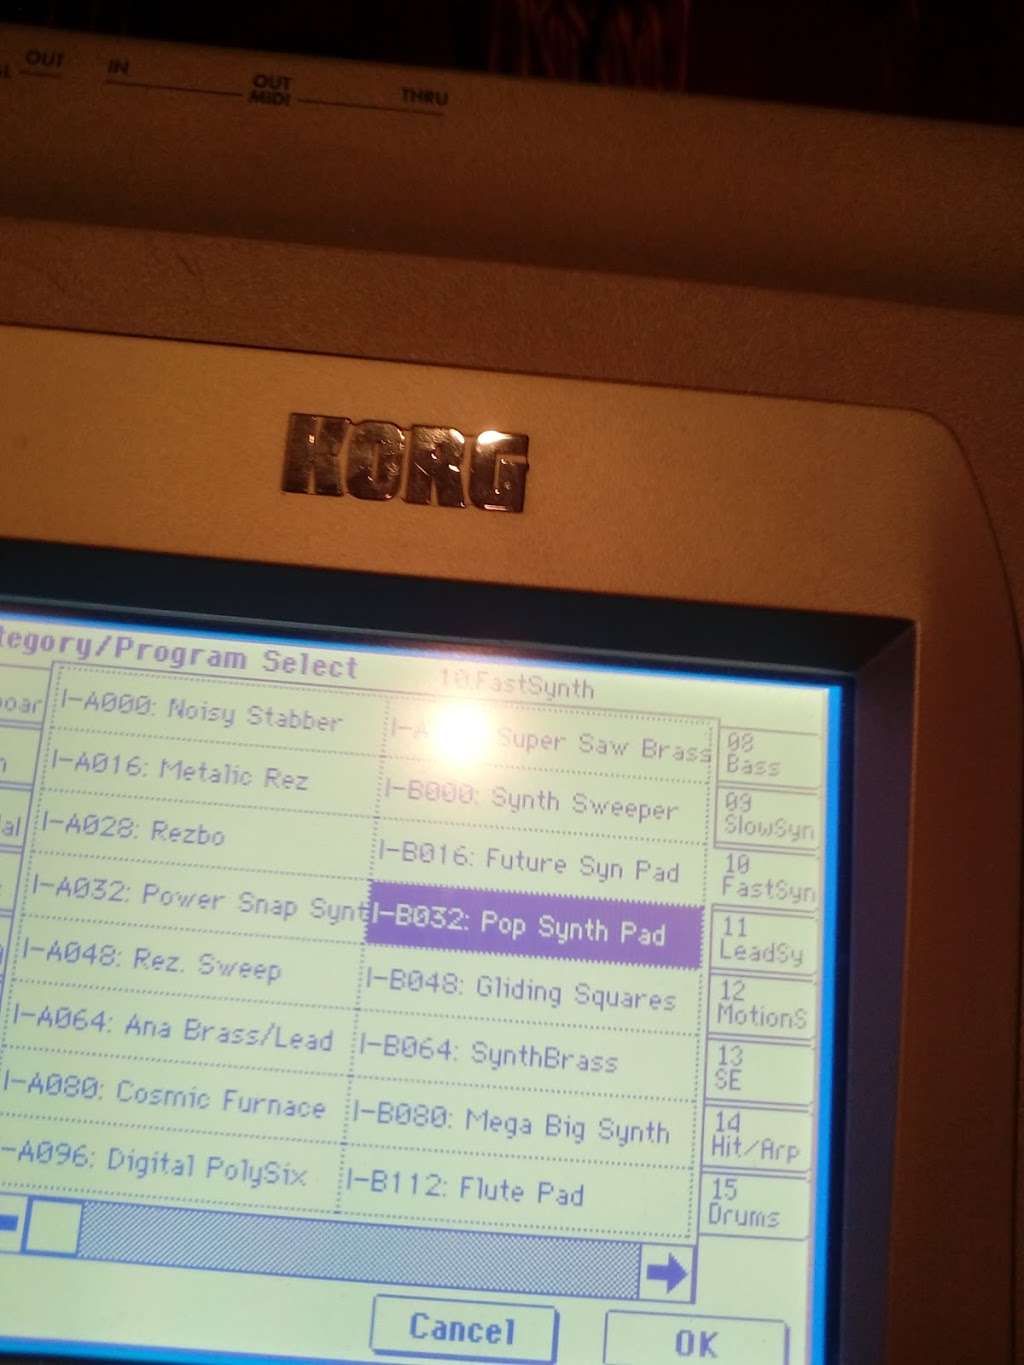 OUT
IN
OUT
MIDI
THRU
KORG
tegory/Program Select
10.FastSynth
I-A000: Noisy Stabber
I-A016: Metalic Rez
I-A028: Rezbo
I-A032: Power Snap Synt
I-A048: Rez. Sweep
I-A064: Ana Brass/Lead
I-A080: Cosmic Furnace
-A096: Digital PolySix
Super Saw Brass
I-B000: Synth Sweeper
I-B016: Future Syn Pad
I-B032: Pop Synth Pad
I-B048: Gliding Squares
I-B064: SynthBrass
I-B080: Mega Big Synth
I-B112: Flute Pad
08
Bass
09
SlowSyn
10
FastSyn
11
LeadSy
12
MotionS
13
SE
14
Hit/Arp
15
Drums
Cancel
OK